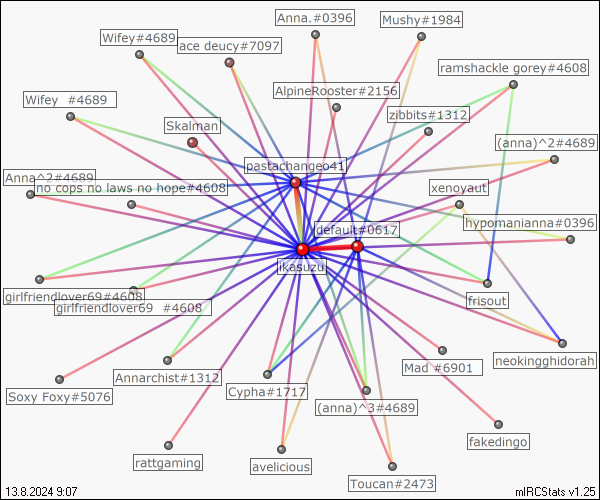 Anna.#0396
Mushy#1984
Wifey#4689
ace deucy#7097
ramshackle gorey#4608
AlpineRooster#2156
Wifey  #4689
zibbits#1312
Skalman
(anna)^2#4689
pastachangeo41
Anna^2#4689
no cops no laws no hope#4608
xenoyaut
hypomanianna#0396
default#0617
ikasuzu
girlfriendlover69#4608
frisout
girlfriendlover69  #4608
neokingghidorah
Mad #6901
Annarchist#1312
Cypha#1717
Soxy Foxy#5076
(anna)^3#4689
fakedingo
rattgaming
avelicious
Toucan#2473
13.8.2024 9:07
mIRCStats v1.25